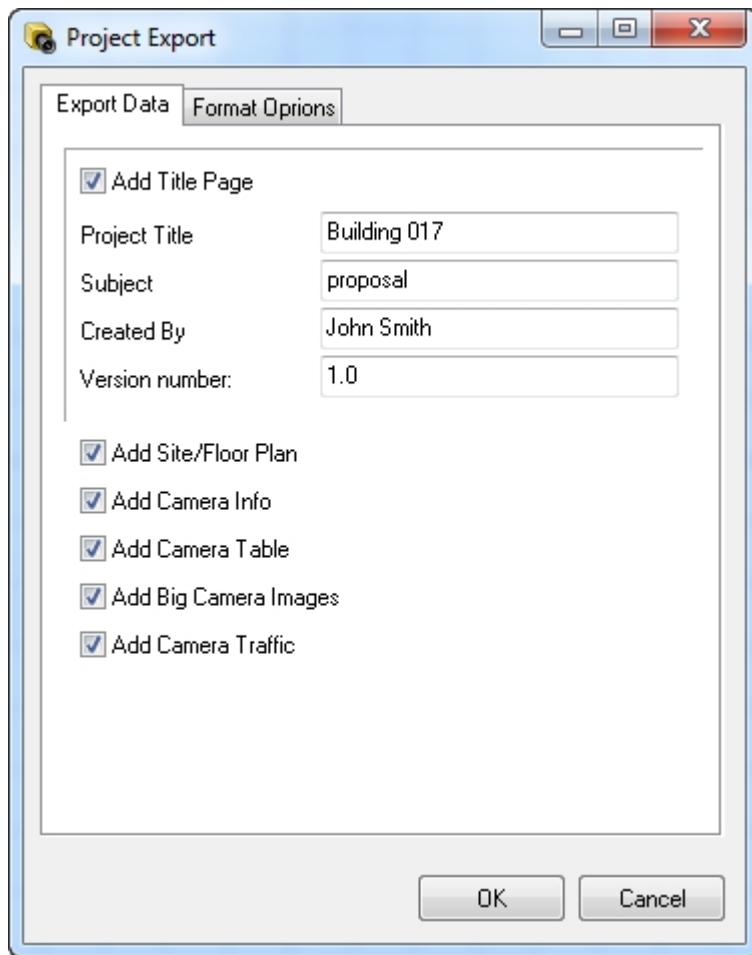 Project Export
Export Data Format Oprions
Add Title Page
Project Title Building 017
Subject proposal
Created By John Smith
Version number: 1.0
Add Site/Floor Plan
Add Camera Info
Add Camera Table
Add Big Camera Images
Add Camera Traffic
OK Cancel